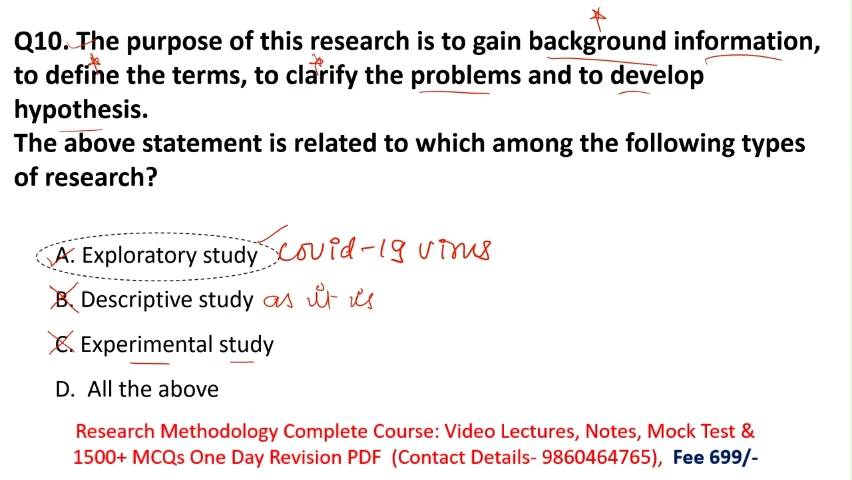 Q10. The purpose of this research is to gain background information,
to define the terms, to clarify the problems and to develop
hypothesis.
The above statement is related to which among the following types
of research?
A. Exploratory study covid-19 virus
B. Descriptive study as it is
C. Experimental study
D. All the above
Research Methodology Complete Course: Video Lectures, Notes, Mock Test &
1500+ MCQs One Day Revision PDF (Contact Details- 9860464765), Fee 699/-